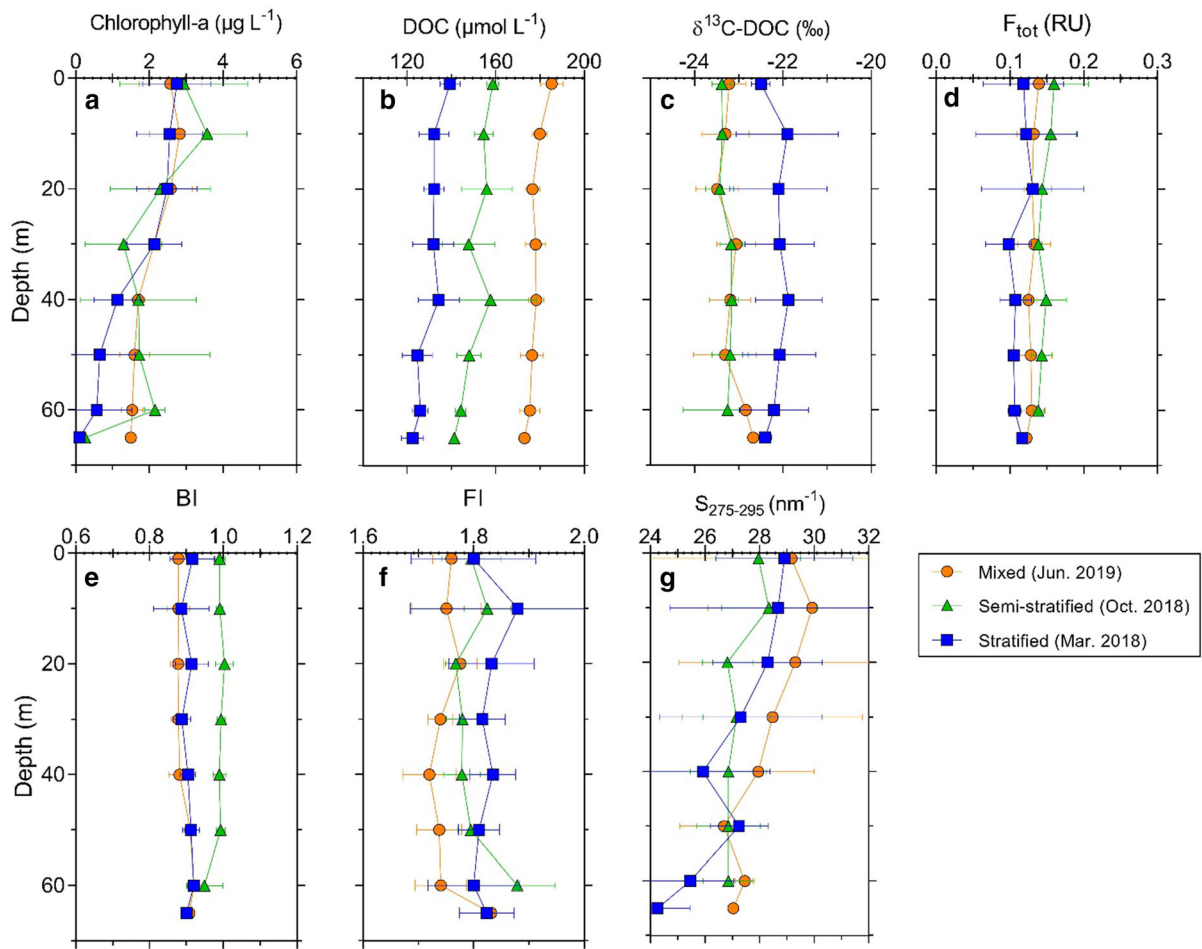 Chlorophyll-a (µg L⁻¹)
0 2 4 6
DOC (µmol L⁻¹)
120 140 160 180 200
δ¹³C-DOC (‰)
-24 -22 -20
F_tot (RU)
0.0 0.1 0.2 0.3
0
20
40
60
Depth (m)
a
b
c
d
BI
0.6 0.8 1.0 1.2
FI
1.6 1.8 2.0
S₂₇₅₋₂₉₅ (nm⁻¹)
24 26 28 30 32
0
20
40
60
Depth (m)
e
f
g
Mixed (Jun. 2019)
Semi-stratified (Oct. 2018)
Stratified (Mar. 2018)